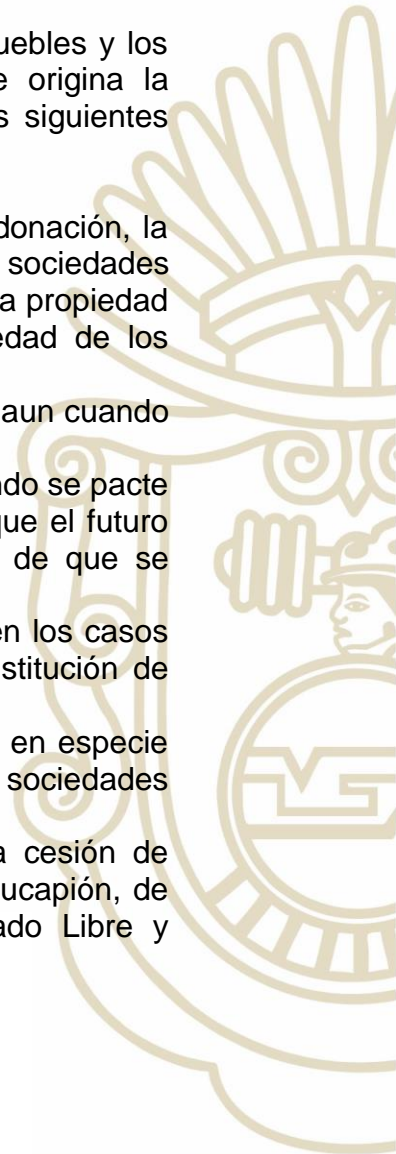 uebles y los
e origina la
s siguientes
donación, la
sociedades
a propiedad
edad de los
aun cuando
ndo se pacte
que el futuro
de que se
en los casos
stitución de
en especie
sociedades
a cesión de
ucapión, de
ado Libre y